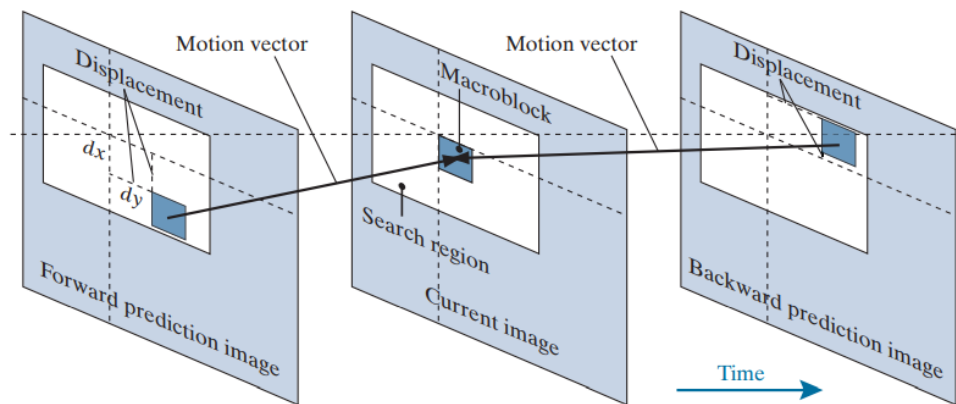 Motion vector
Displacement
dx
dy
Forward prediction image
Macroblock
Search region
Current image
Motion vector
Displacement
Backward prediction image
Time